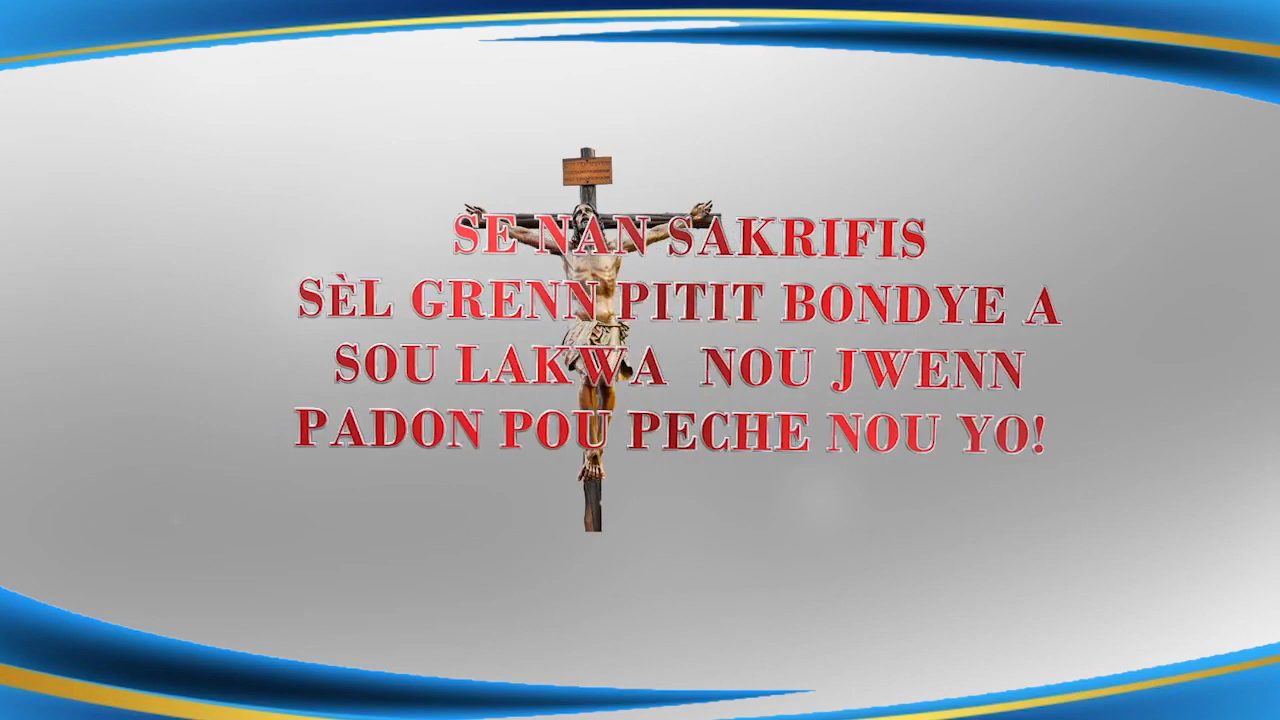 SE NAN SAKRIFIS
SÈL GRENN PITIT BONDYE A
SOU LAKWA NOU JWENN
PADON POU PECHE NOU YO!